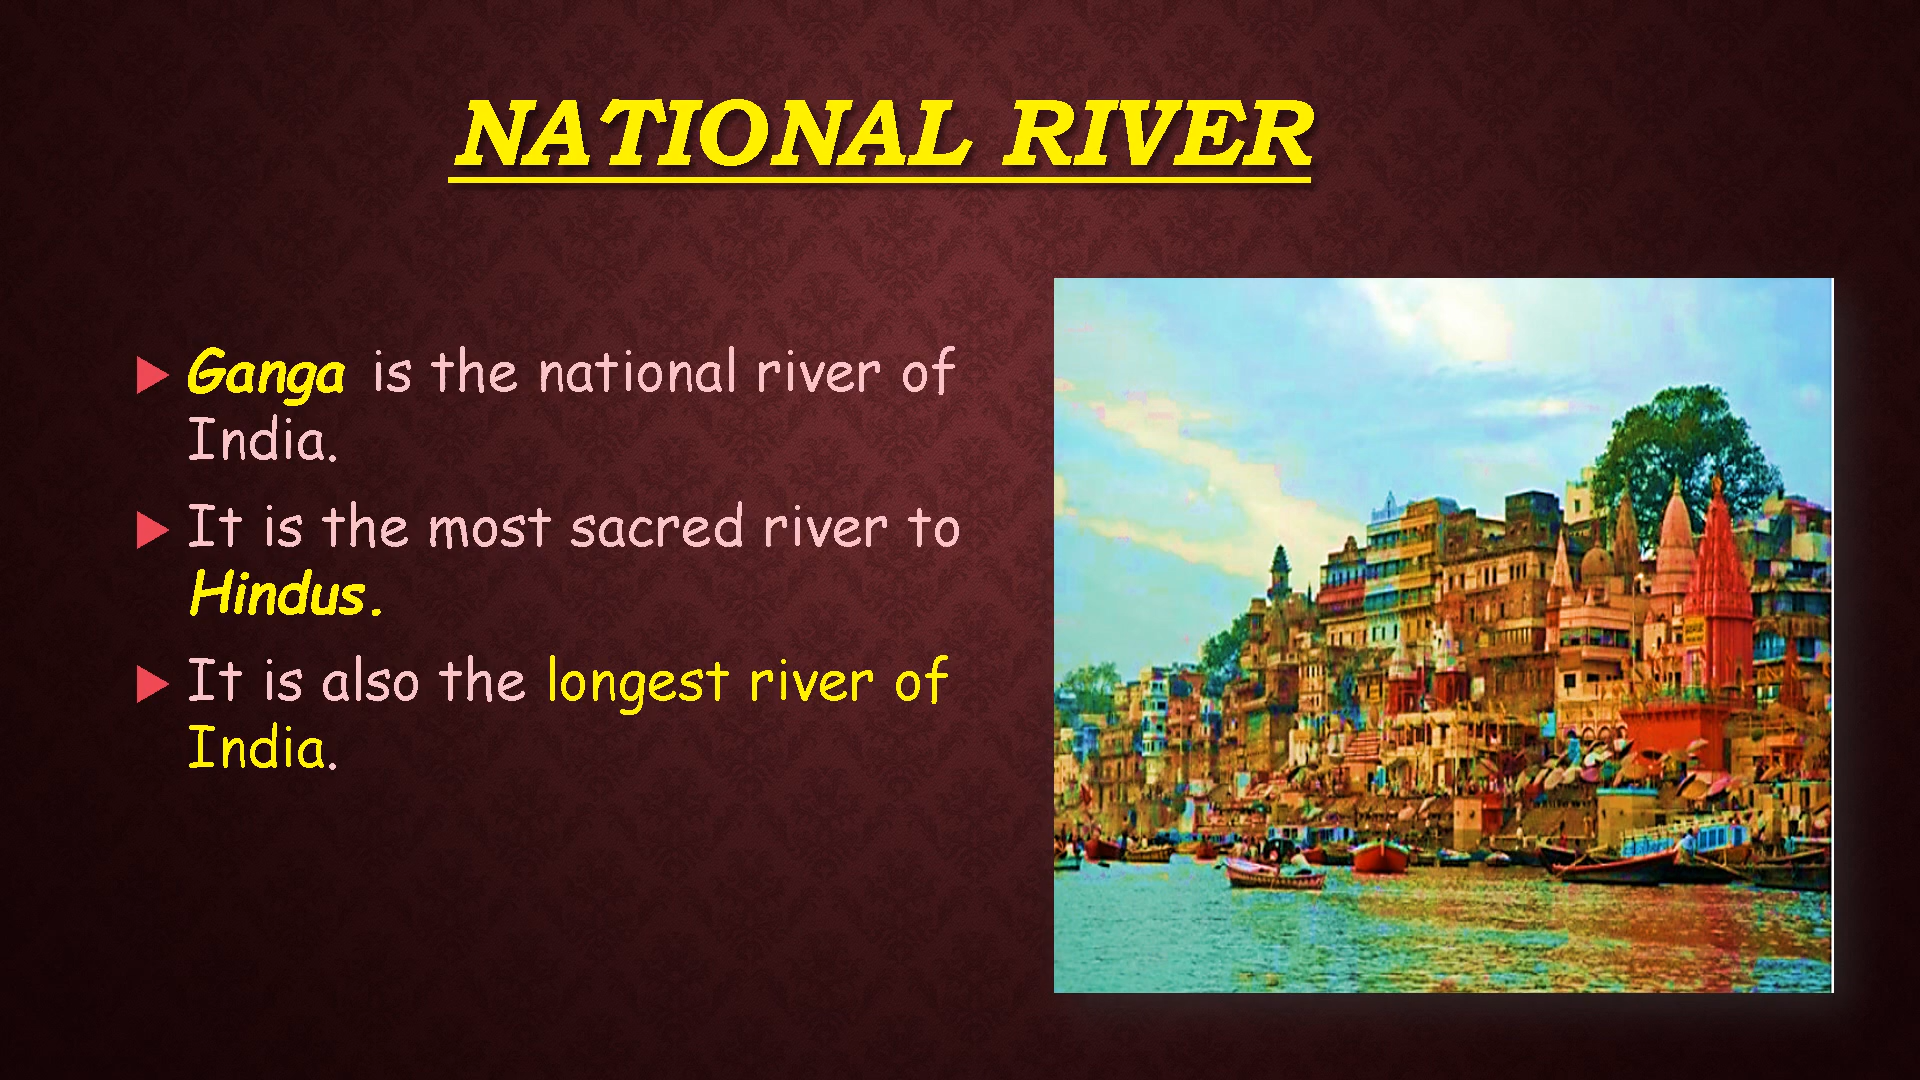 NATIONAL RIVER
Ganga is the national river of
India.
It is the most sacred river to
Hindus.
It is also the longest river of
India.